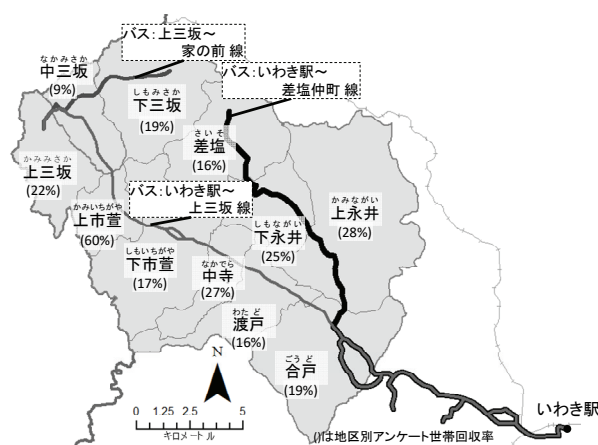 バス：上三坂～
家の前 線
なかみさか
中三坂
(9%)
バス：いわき駅～
差塩仲町 線
しもみさか
下三坂
(19%)
さいそ
差塩
(16%)
かみみさか
上三坂
(22%)
バス：いわき駅～
上三坂 線
かみながい
上永井
(28%)
かみいちがや
上市萱
(60%)
しもながい
下永井
(25%)
しもいちがや
下市萱
(17%)
なかでら
中寺
(27%)
わたど
渡戸
(16%)
ごうど
合戸
(19%)
N
いわき駅
0 1.25 2.5 5
キロメートル
()は地区別アンケート世帯回収率